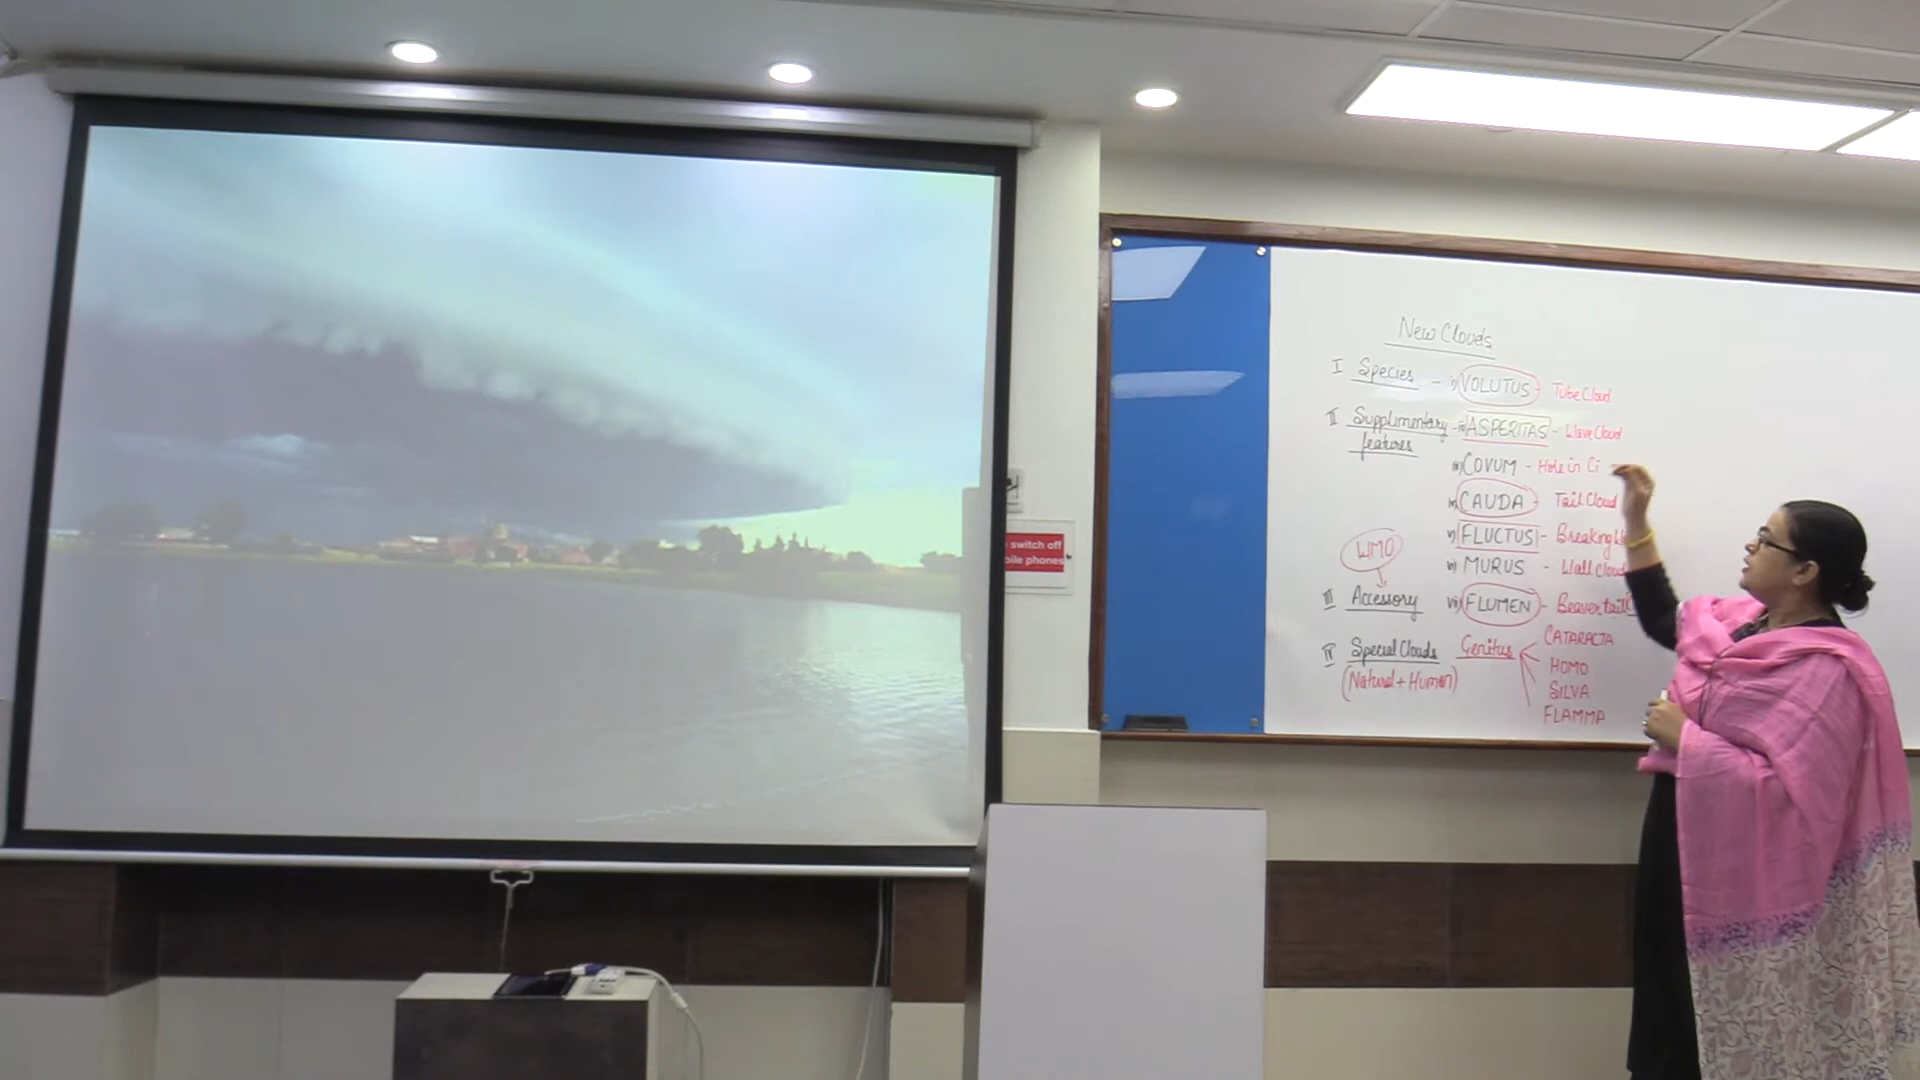 switch off
bile phones
New Clouds
I Species - i) VOLUTUS - Tube Cloud
II Supplimentary - ii) ASPERITAS - Wave Cloud
features
iii) COVUM - Hole in Ci
iv) CAUDA - Tail Cloud
v) FLUCTUS - Breaking
WMO
vi) MURUS - Wall Cloud
III Accessory vii) FLUMEN - Beaver tail
IV Special Clouds Genitus CATARACTA
(Natural + Human) HOMO
SILVA
FLAMMA